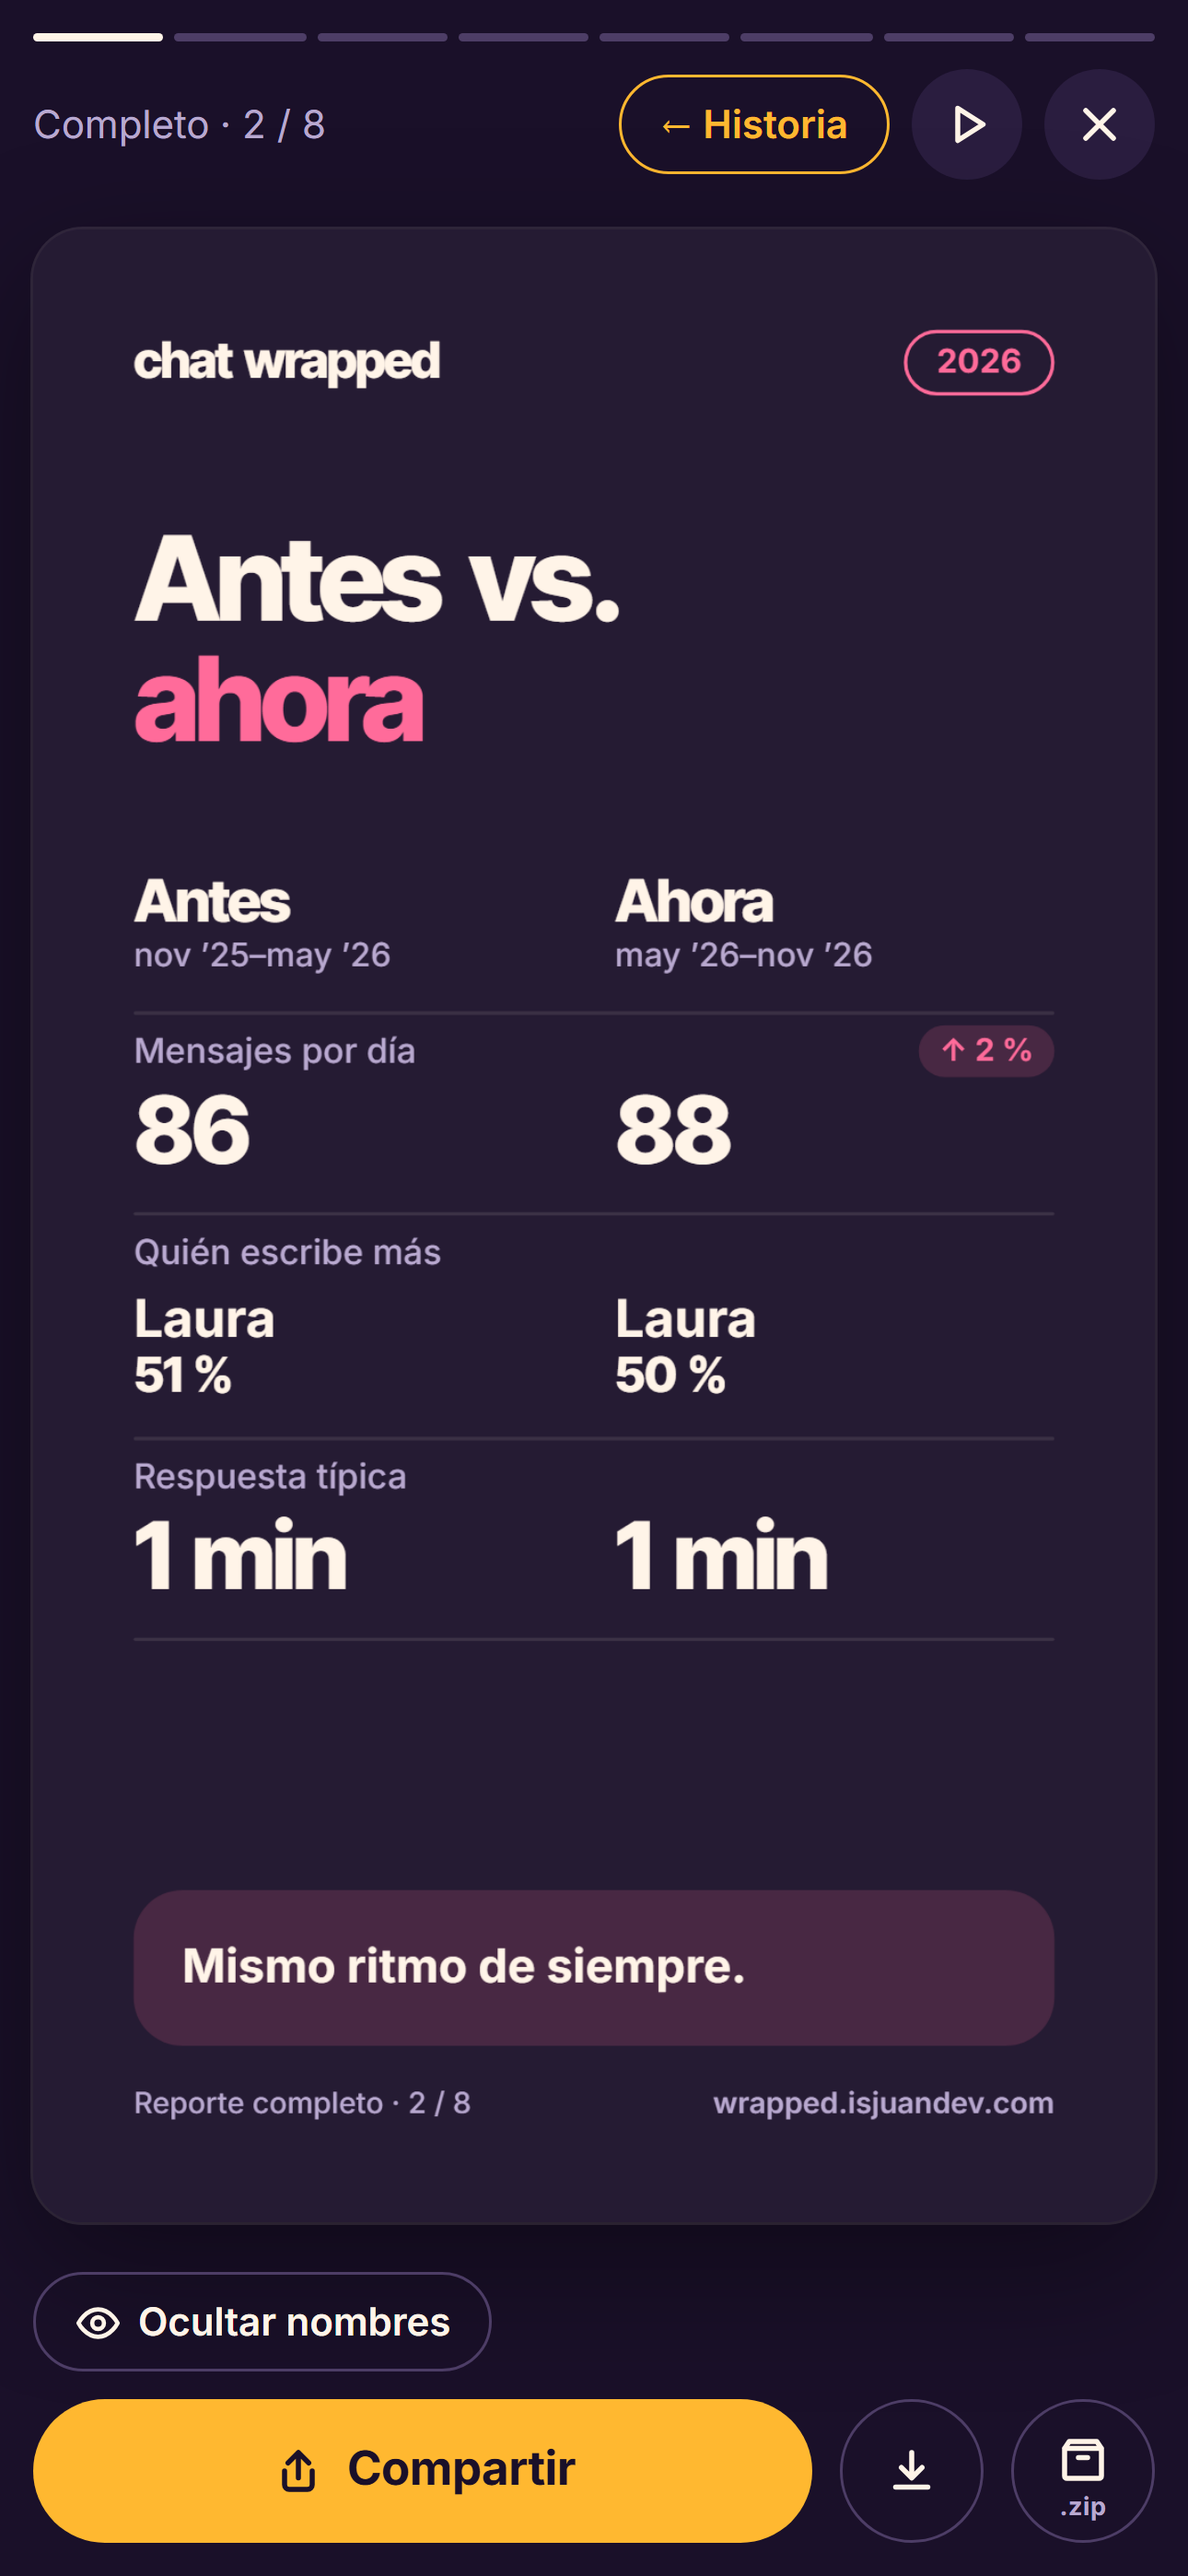 Completo · 2 / 8
← Historia
chat wrapped
2026
Antes vs.
ahora
Antes
Ahora
nov ’25–may ’26
may ’26–nov ’26
Mensajes por día
↑ 2 %
86
88
Quién escribe más
Laura
Laura
51 %
50 %
Respuesta típica
1 min
1 min
Mismo ritmo de siempre.
Reporte completo · 2 / 8
wrapped.isjuandev.com
Ocultar nombres
Compartir
.zip